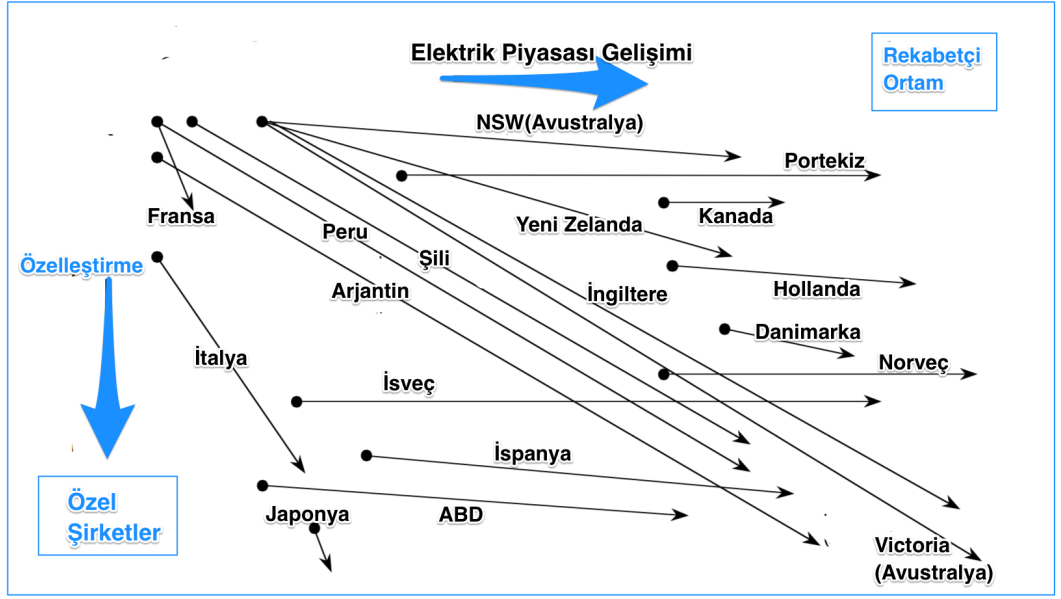 Elektrik Piyasası Gelişimi
Rekabetçi
Ortam
NSW(Avustralya)
Portekiz
Fransa
Kanada
Peru
Yeni Zelanda
Şili
Özelleştirme
Arjantin
İngiltere
Hollanda
Danimarka
İtalya
Norveç
İsveç
İspanya
Özel
Şirketler
Japonya
ABD
Victoria
(Avustralya)